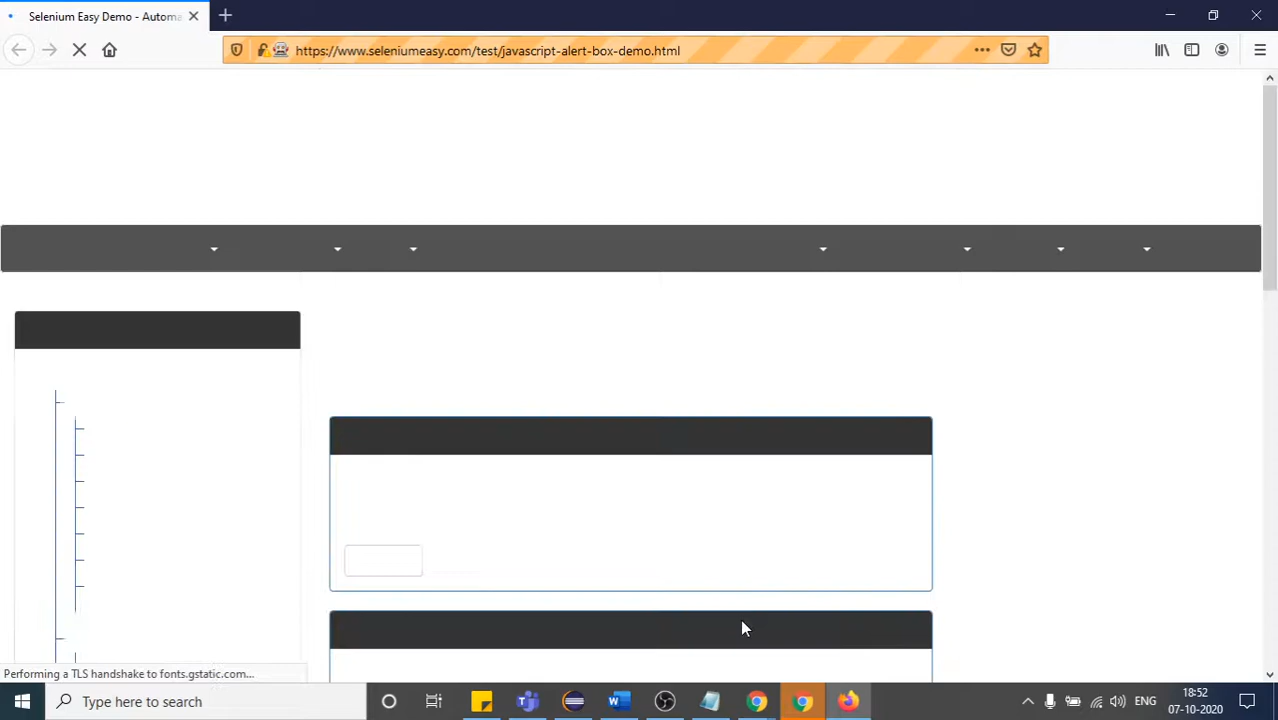 Selenium Easy Demo - Automa
https://www.seleniumeasy.com/test/javascript-alert-box-demo.html
Performing a TLS handshake to fonts.gstatic.com...
Type here to search
ENG
18:52
07-10-2020